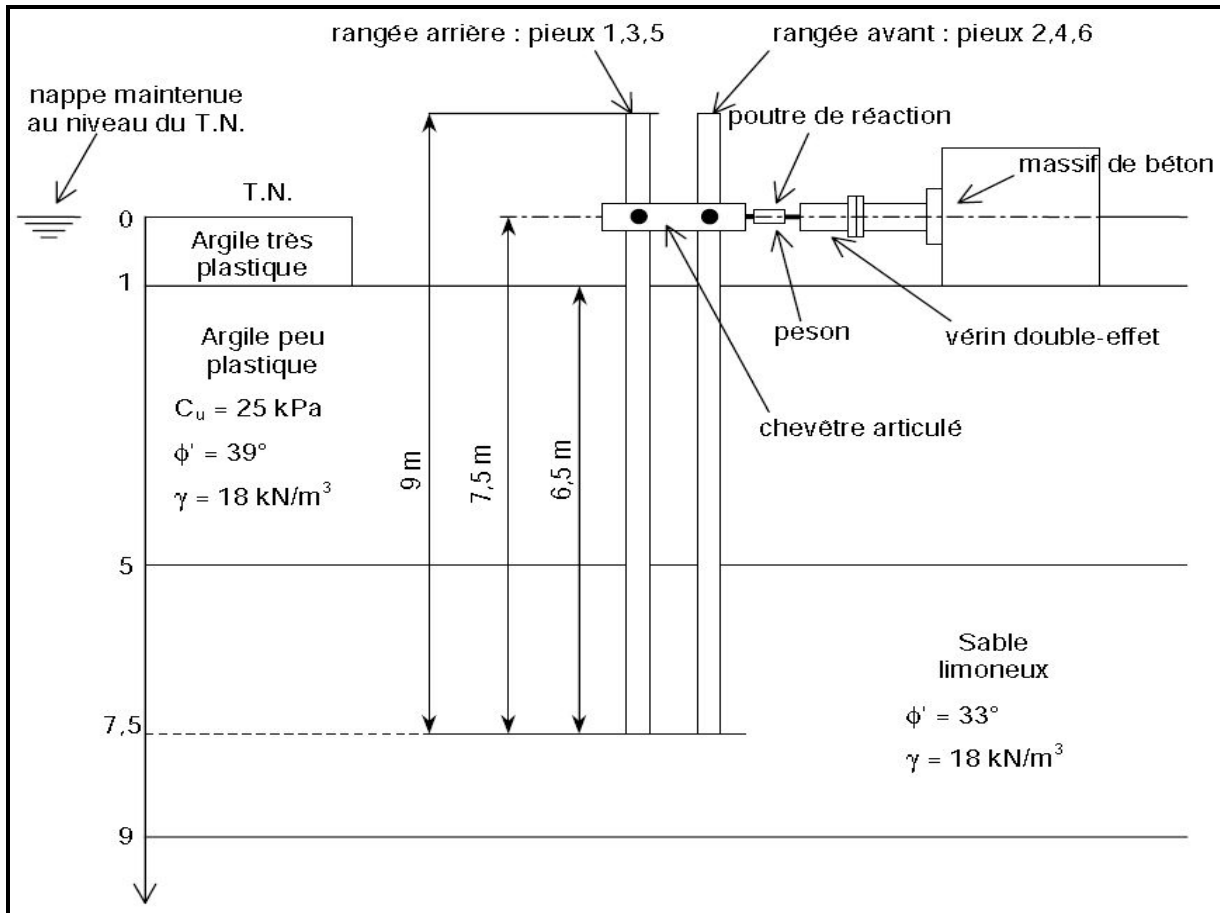 rangée arrière : pieux 1,3,5
rangée avant : pieux 2,4,6
nappe maintenue
au niveau du T.N.
poutre de réaction
massif de béton
T.N.
0
Argile très
plastique
1
peson
vérin double-effet
Argile peu
plastique
Cu = 25 kPa
ϕ' = 39°
γ = 18 kN/m³
chevêtre articulé
9 m
7,5 m
6,5 m
5
Sable
limoneux
ϕ' = 33°
γ = 18 kN/m³
7,5
9